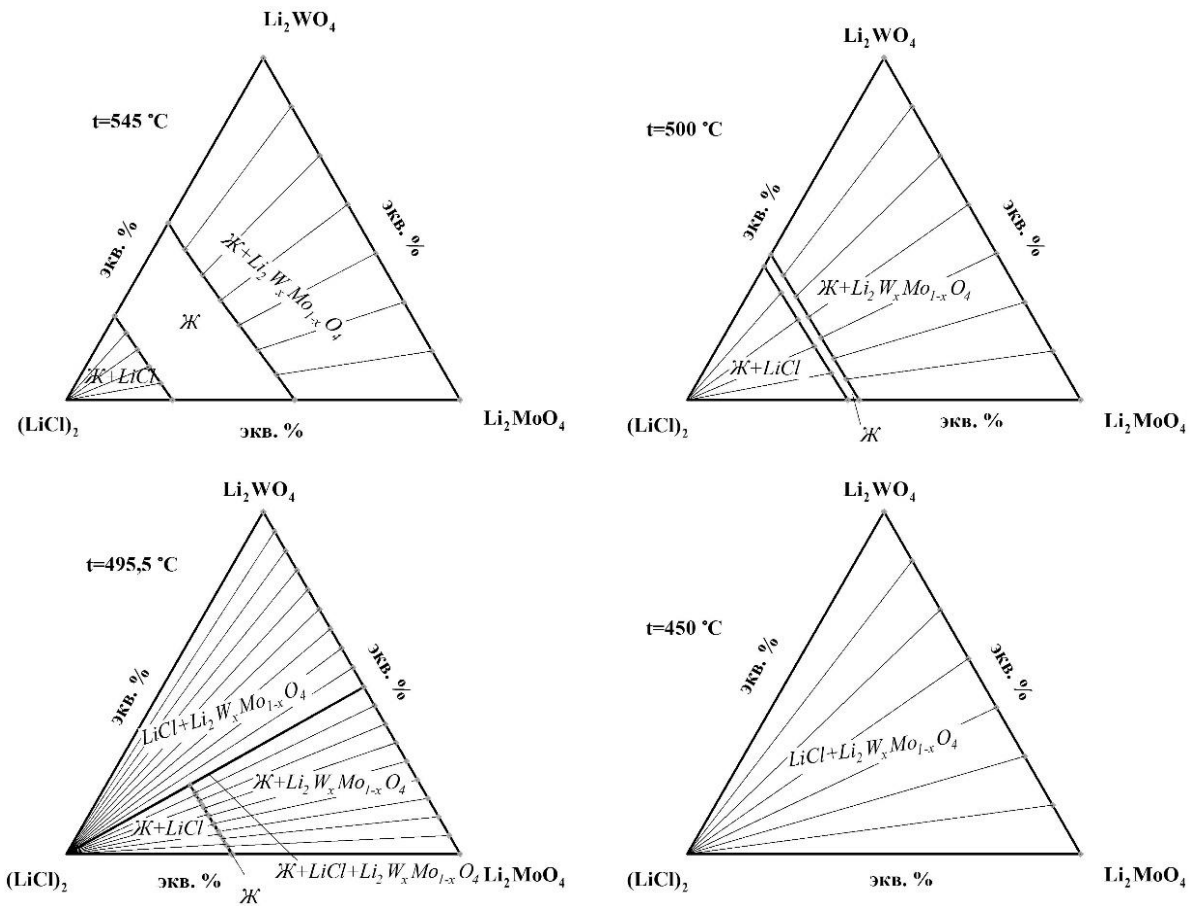 Li₂WO₄
t=545 °C
экв. %
экв. %
Ж+Li₂WₓMo₁₋ₓO₄
Ж
Ж+LiCl
(LiCl)₂
экв. %
Li₂MoO₄
Li₂WO₄
t=500 °C
экв. %
экв. %
Ж+Li₂WₓMo₁₋ₓO₄
Ж+LiCl
(LiCl)₂
Ж
экв. %
Li₂MoO₄
Li₂WO₄
t=495,5 °C
экв. %
экв. %
LiCl+Li₂WₓMo₁₋ₓO₄
Ж+Li₂WₓMo₁₋ₓO₄
Ж+LiCl
(LiCl)₂
экв. %
Ж
Ж+LiCl+Li₂WₓMo₁₋ₓO₄
Li₂MoO₄
Li₂WO₄
t=450 °C
экв. %
экв. %
LiCl+Li₂WₓMo₁₋ₓO₄
(LiCl)₂
экв. %
Li₂MoO₄